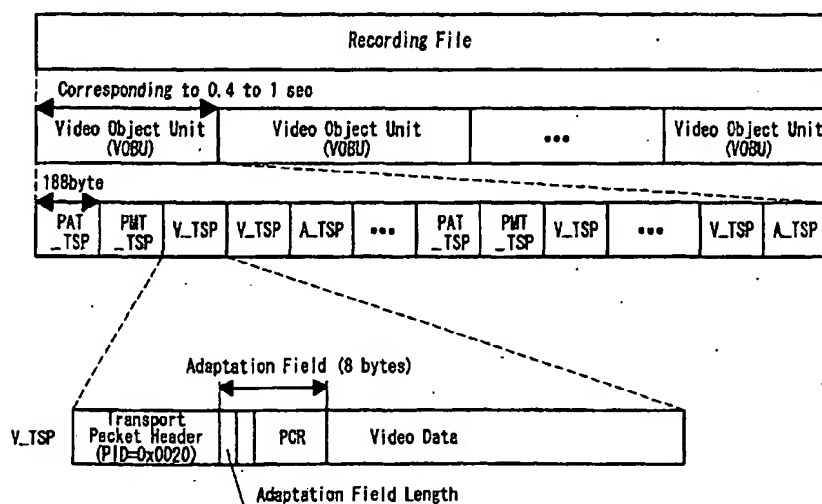 Recording File
Corresponding to 0.4 to 1 sec
Video Object Unit
(VOBU)
Video Object Unit
(VOBU)
•••
Video Object Unit
(VOBU)
188byte
PAT
_TSP
PMT
_TSP
V_TSP
V_TSP
A_TSP
•••
PAT
_TSP
PMT
_TSP
V_TSP
•••
V_TSP
A_TSP
Adaptation Field (8 bytes)
V_TSP
Transport
Packet Header
(PID=0x0020)
PCR
Video Data
Adaptation Field Length